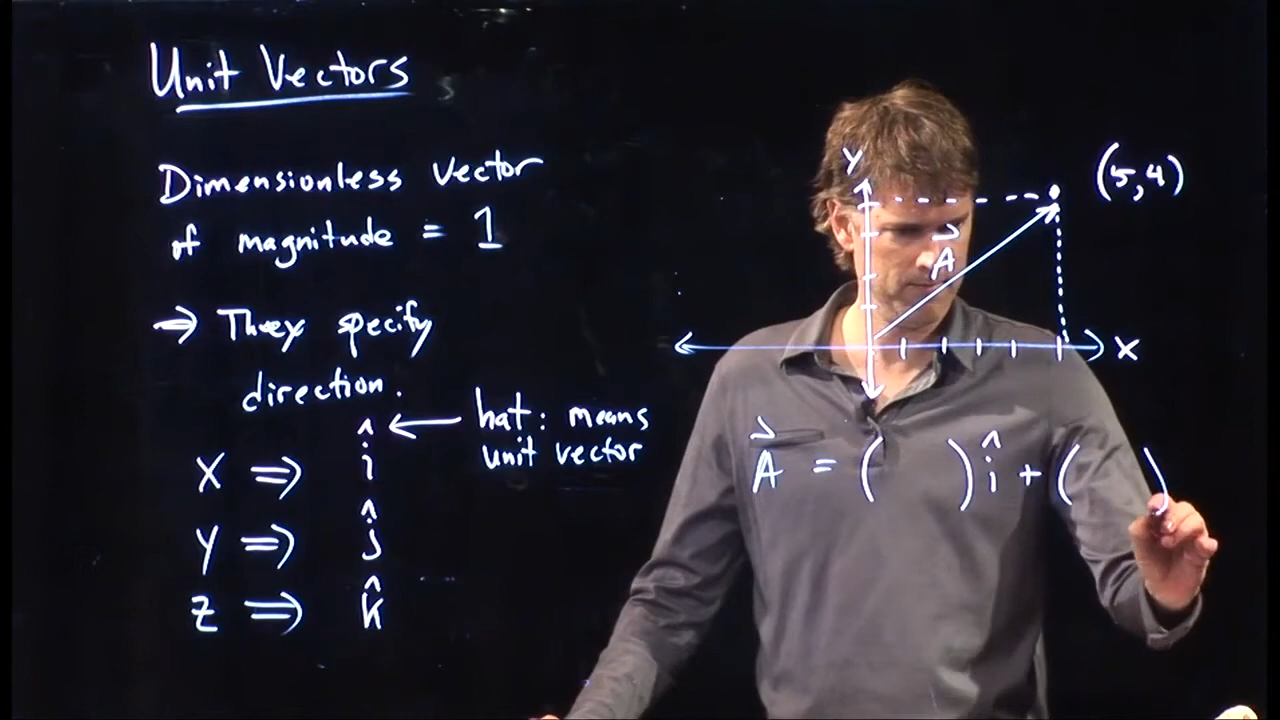 Unit Vectors
Dimensionless Vector
of magnitude = 1
⇒ They specify
direction.
î ← hat: means
unit vector
X ⇒ î
Y ⇒ ĵ
Z ⇒ k̂
Y
(5,4)
A⃗
X
A⃗ = ( )î + ( )